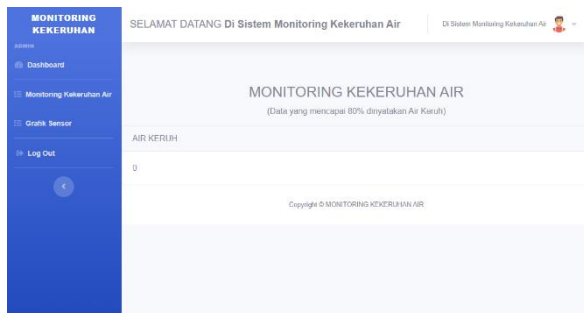 MONITORING
KEKERUHAN
ADMIN
Dashboard
Monitoring Kekeruhan Air
Grafik Sensor
Log Out
SELAMAT DATANG Di Sistem Monitoring Kekeruhan Air
Di Sistem Monitoring Kekeruhan Air
MONITORING KEKERUHAN AIR
(Data yang mencapai 80% dinyatakan Air Keruh)
AIR KERUH
0
Copyright © MONITORING KEKERUHAN AIR